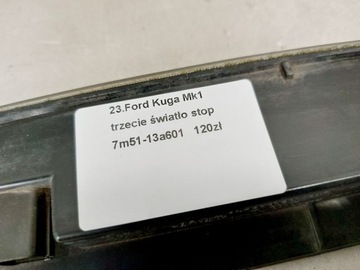 23.Ford Kuga Mk1
trzecie światło stop
7m51-13a601 120zł